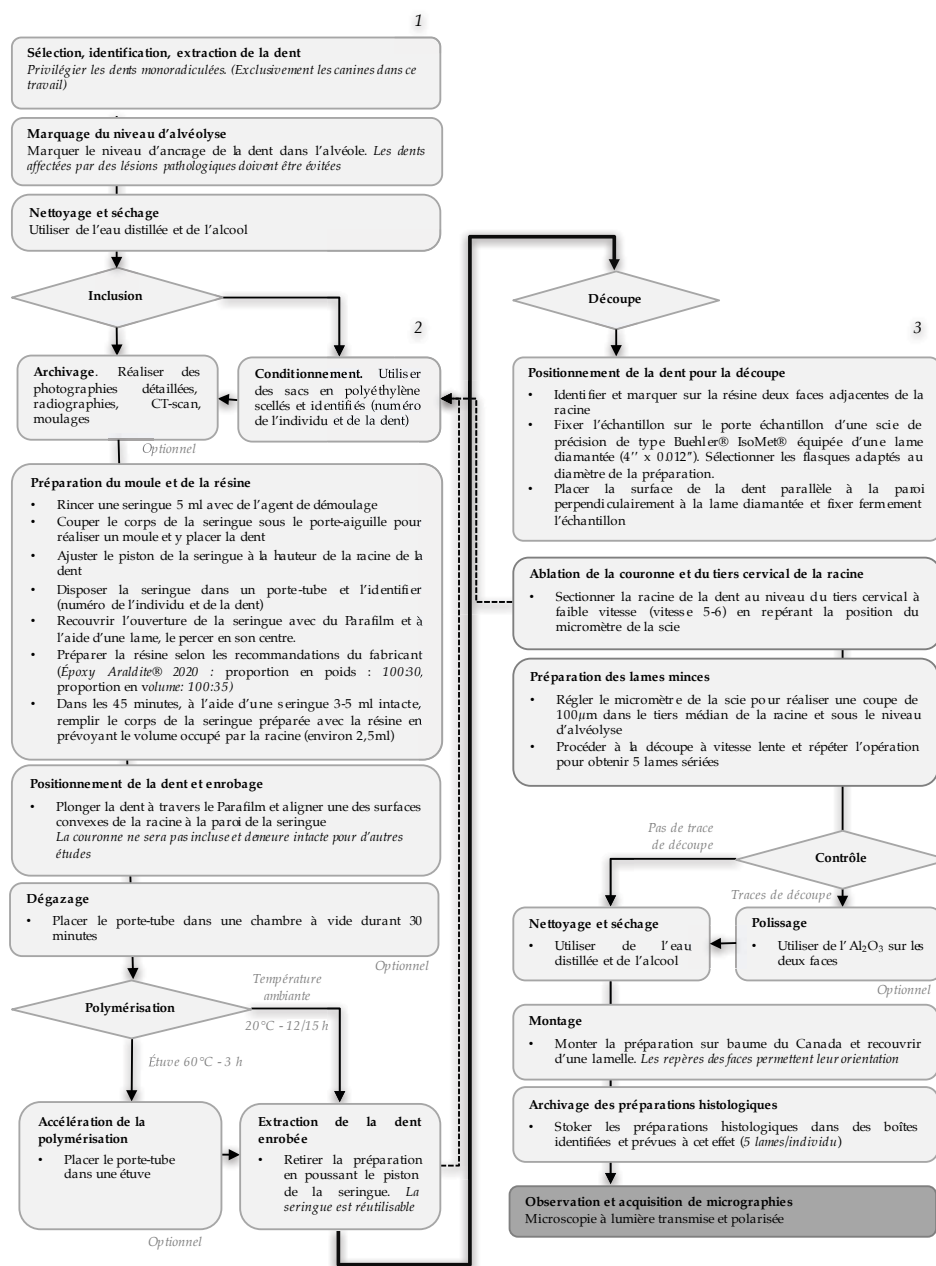 1
Sélection, identification, extraction de la dent
Privilégier les dents monoradiculées. (Exclusivement les canines dans ce
travail)
Marquage du niveau d'alvéolyse
Marquer le niveau d'ancrage de la dent dans l'alvéole. Les dents
affectées par des lésions pathologiques doivent être évitées
Nettoyage et séchage
Utiliser de l'eau distillée et de l'alcool
Inclusion
2
Archivage. Réaliser des
photographies détaillées,
radiographies, CT-scan,
moulages
Optionnel
Conditionnement. Utiliser
des sacs en polyéthylène
scellés et identifiés (numéro
de l'individu et de la dent)
Préparation du moule et de la résine
• Rincer une seringue 5 ml avec de l'agent de démoulage
• Couper le corps de la seringue sous le porte-aiguille pour
réaliser un moule et y placer la dent
• Ajuster le piston de la seringue à la hauteur de la racine de la
dent
• Disposer la seringue dans un porte-tube et l'identifier
(numéro de l'individu et de la dent)
• Recouvrir l'ouverture de la seringue avec du Parafilm et à
l'aide d'une lame, le percer en son centre.
• Préparer la résine selon les recommandations du fabricant
(Époxy Araldite® 2020 : proportion en poids : 100:30,
proportion en volume: 100:35)
• Dans les 45 minutes, à l'aide d'une seringue 3-5 ml intacte,
remplir le corps de la seringue préparée avec la résine en
prévoyant le volume occupé par la racine (environ 2,5ml)
Positionnement de la dent et enrobage
• Plonger la dent à travers le Parafilm et aligner une des surfaces
convexes de la racine à la paroi de la seringue
La couronne ne sera pas incluse et demeure intacte pour d'autres
études
Dégazage
• Placer le porte-tube dans une chambre à vide durant 30
minutes
Optionnel
Polymérisation
Température
ambiante
20°C - 12/15 h
Étuve 60°C - 3 h
Accélération de la
polymérisation
• Placer le porte-tube
dans une étuve
Optionnel
Extraction de la dent
enrobée
• Retirer la préparation
en poussant le piston
de la seringue. La
seringue est réutilisable
Découpe
3
Positionnement de la dent pour la découpe
• Identifier et marquer sur la résine deux faces adjacentes de la
racine
• Fixer l'échantillon sur le porte échantillon d'une scie de
précision de type Buehler® IsoMet® équipée d'une lame
diamantée (4'' x 0.012"). Sélectionner les flasques adaptés au
diamètre de la préparation.
• Placer la surface de la dent parallèle à la paroi
perpendiculairement à la lame diamantée et fixer fermement
l'échantillon
Ablation de la couronne et du tiers cervical de la racine
• Sectionner la racine de la dent au niveau du tiers cervical à
faible vitesse (vitesse 5-6) en repérant la position du
micromètre de la scie
Préparation des lames minces
• Régler le micromètre de la scie pour réaliser une coupe de
100µm dans le tiers médian de la racine et sous le niveau
d'alvéolyse
• Procéder à la découpe à vitesse lente et répéter l'opération
pour obtenir 5 lames sériées
Pas de trace
de découpe
Contrôle
Traces de découpe
Nettoyage et séchage
• Utiliser de l'eau
distillée et de l'alcool
Polissage
• Utiliser de l'Al₂O₃ sur les
deux faces
Optionnel
Montage
• Monter la préparation sur baume du Canada et recouvrir
d'une lamelle. Les repères des faces permettent leur orientation
Archivage des préparations histologiques
• Stoker les préparations histologiques dans des boîtes
identifiées et prévues à cet effet (5 lames/individu)
Observation et acquisition de micrographies
Microscopie à lumière transmise et polarisée